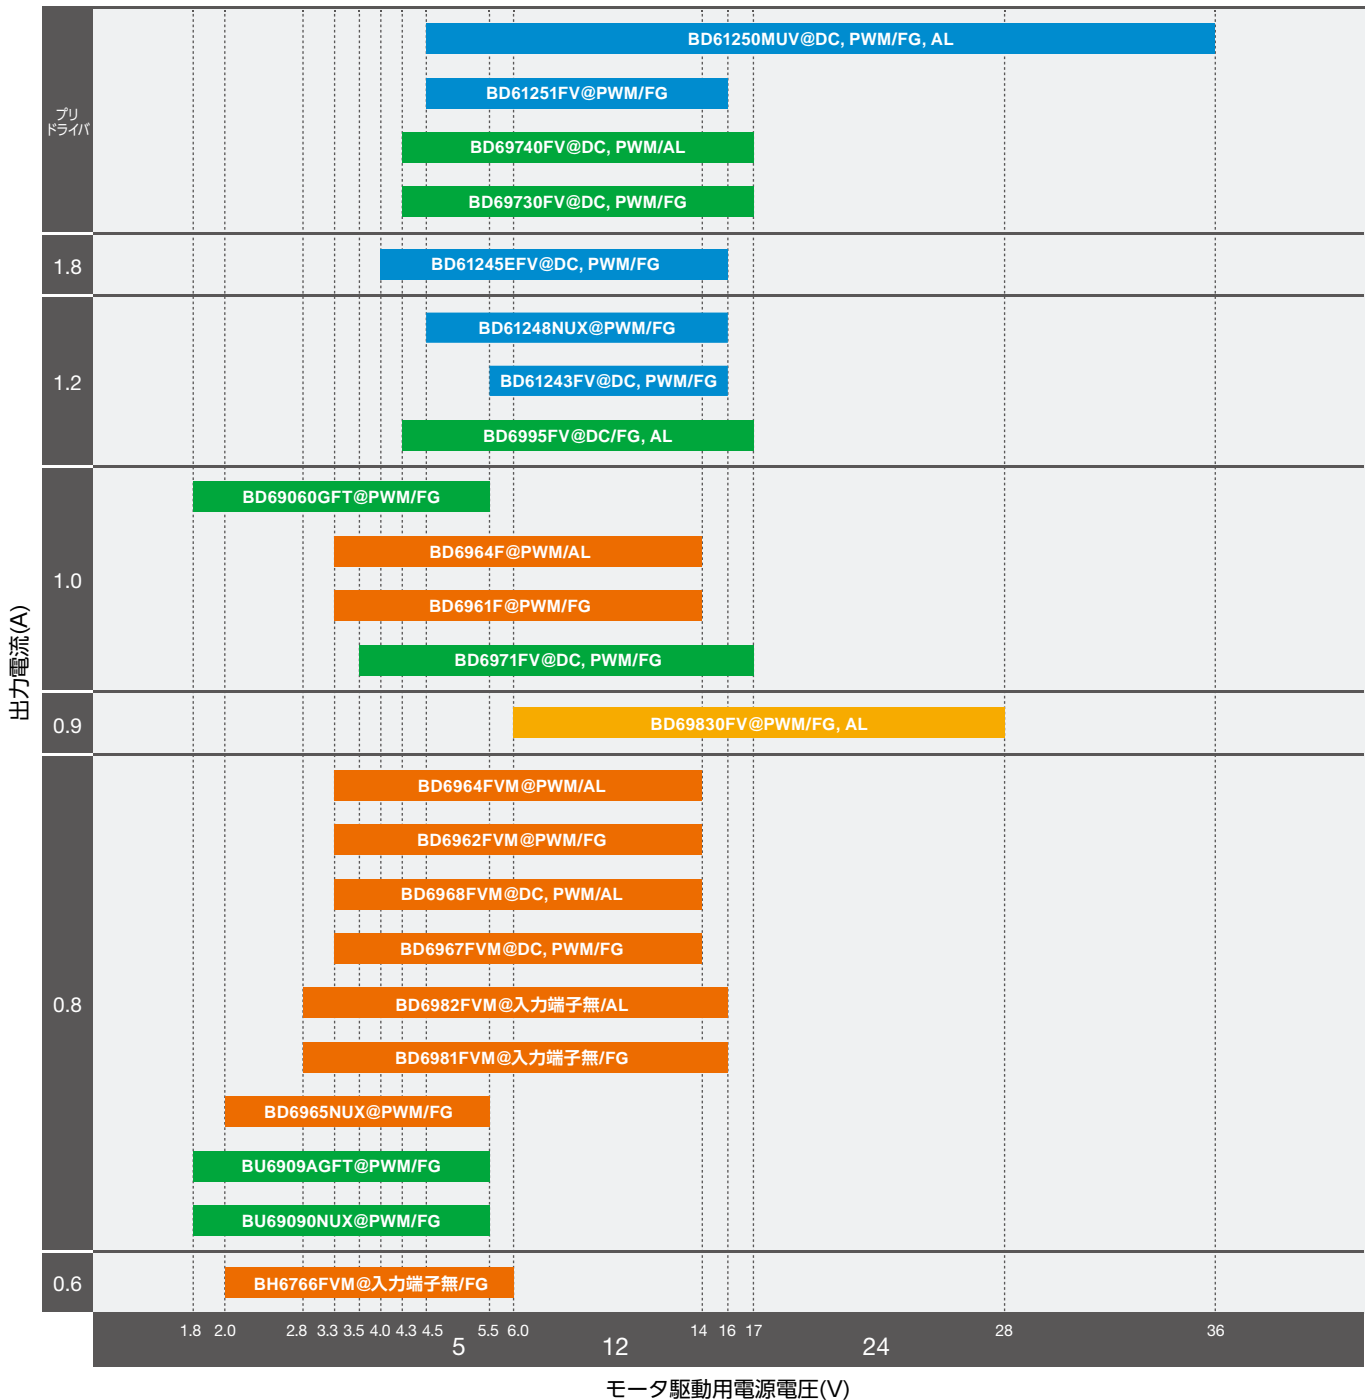 BD61250MUV@DC, PWM/FG, AL
BD61251FV@PWM/FG
プリ
ドライバ
BD69740FV@DC, PWM/AL
BD69730FV@DC, PWM/FG
1.8
BD61245EFV@DC, PWM/FG
BD61248NUX@PWM/FG
1.2
BD61243FV@DC, PWM/FG
BD6995FV@DC/FG, AL
BD69060GFT@PWM/FG
BD6964F@PWM/AL
1.0
BD6961F@PWM/FG
BD6971FV@DC, PWM/FG
出力電流(A)
0.9
BD69830FV@PWM/FG, AL
BD6964FVM@PWM/AL
BD6962FVM@PWM/FG
BD6968FVM@DC, PWM/AL
BD6967FVM@DC, PWM/FG
0.8
BD6982FVM@入力端子無/AL
BD6981FVM@入力端子無/FG
BD6965NUX@PWM/FG
BU6909AGFT@PWM/FG
BU69090NUX@PWM/FG
0.6
BH6766FVM@入力端子無/FG
1.8 2.0 2.8 3.3 3.5 4.0 4.3 4.5 5.5 6.0 14 16 17 28 36
5 12 24
モータ駆動用電源電圧(V)